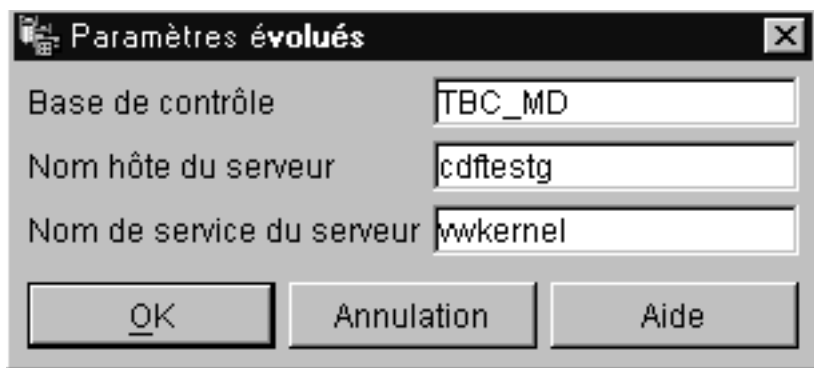 Paramètres évolués
Base de contrôle TBC_MD
Nom hôte du serveur cdftestg
Nom de service du serveur vwkernel
OK Annulation Aide